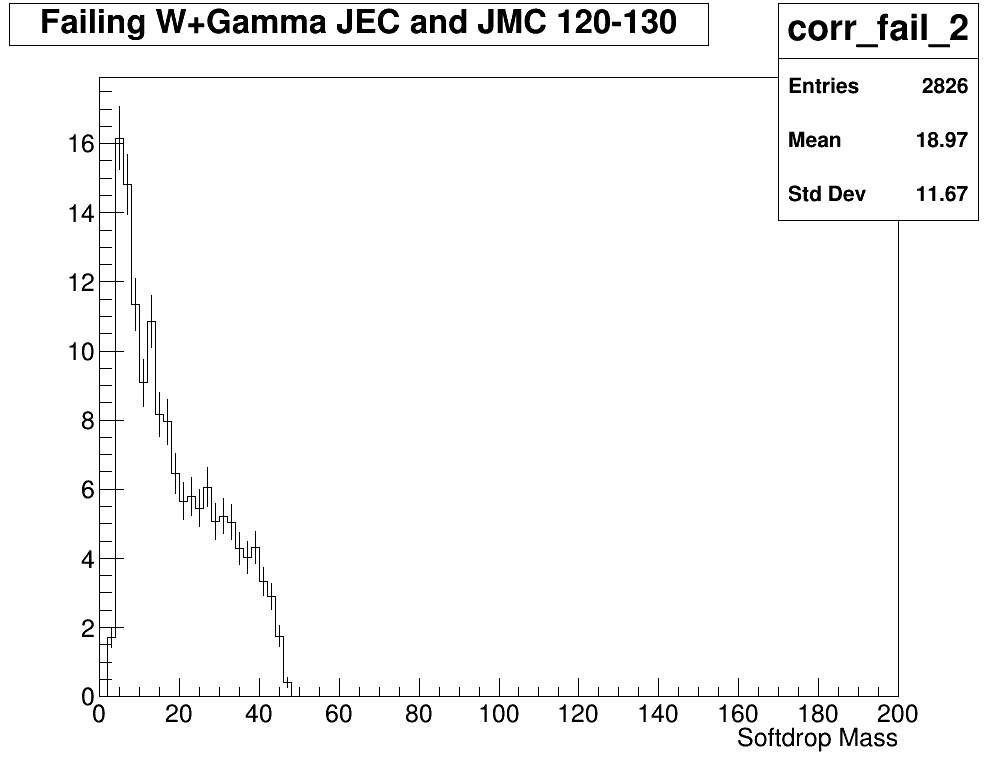 Failing W+Gamma JEC and JMC 120-130
corr_fail_2
Entries 2826
Mean 18.97
Std Dev 11.67
16
14
12
10
8
6
4
2
0
0 20 40 60 80 100 120 140 160 180 200
Softdrop Mass